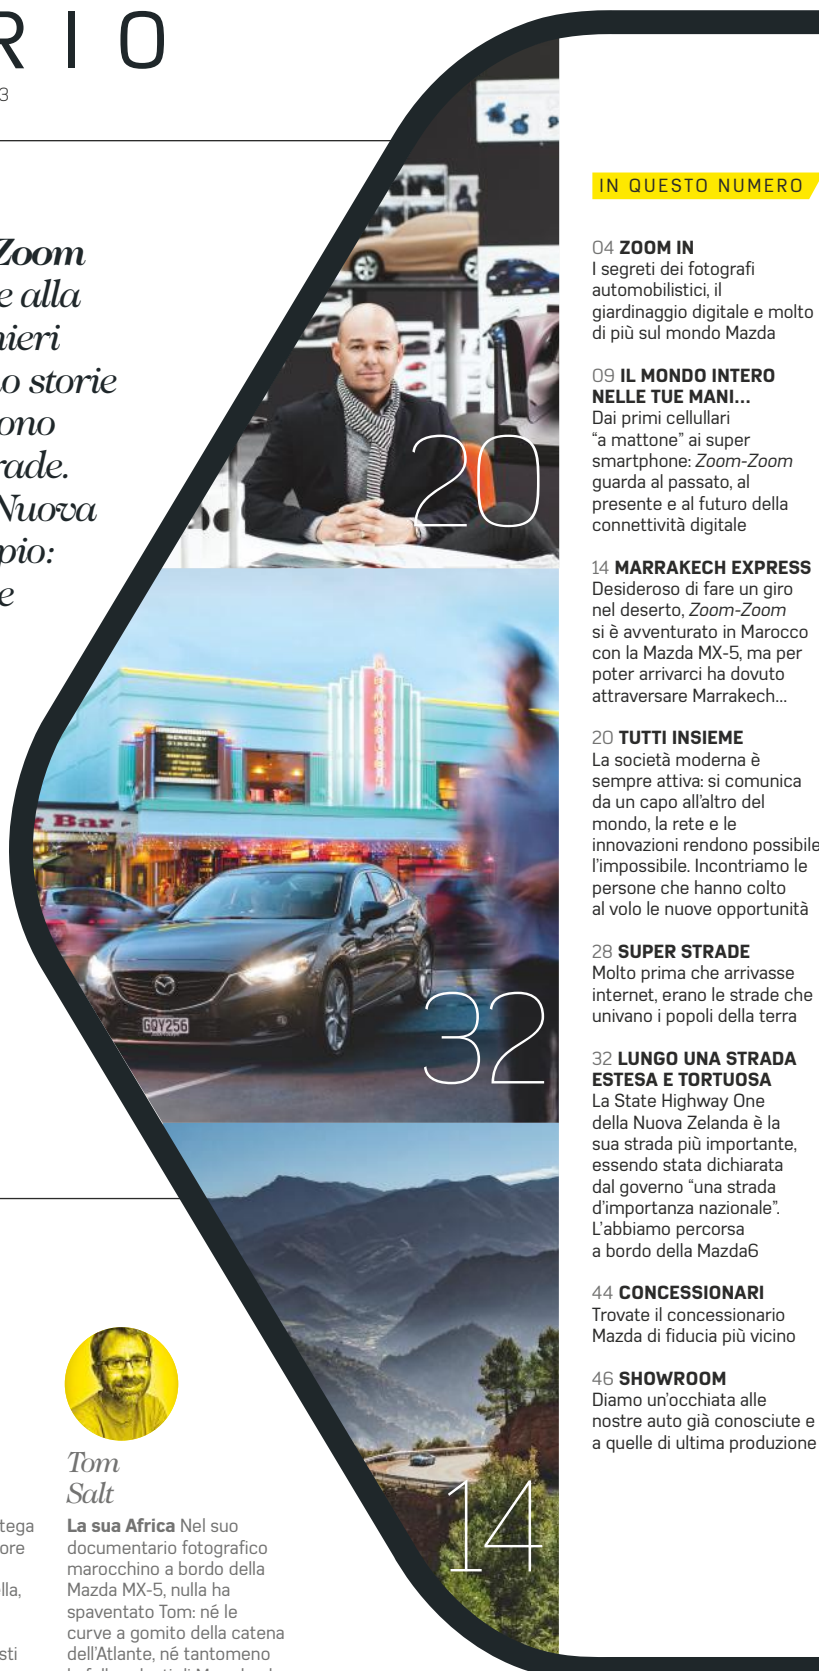 RIO
3
Zoom
e alla
nieri
no storie
ono
rade.
Nuova
pio:
e
20
Bar
GQY256
32
14
Tom
Salt
tega
ore
lla,
sti
La sua Africa Nel suo
documentario fotografico
marocchino a bordo della
Mazda MX-5, nulla ha
spaventato Tom: né le
curve a gomito della catena
dell'Atlante, né tantomeno
IN QUESTO NUMERO
04 ZOOM IN
I segreti dei fotografi
automobilistici, il
giardinaggio digitale e molto
di più sul mondo Mazda
09 IL MONDO INTERO
NELLE TUE MANI...
Dai primi cellullari
“a mattone” ai super
smartphone: Zoom-Zoom
guarda al passato, al
presente e al futuro della
connettività digitale
14 MARRAKECH EXPRESS
Desideroso di fare un giro
nel deserto, Zoom-Zoom
si è avventurato in Marocco
con la Mazda MX-5, ma per
poter arrivarci ha dovuto
attraversare Marrakech...
20 TUTTI INSIEME
La società moderna è
sempre attiva: si comunica
da un capo all'altro del
mondo, la rete e le
innovazioni rendono possibile
l'impossibile. Incontriamo le
persone che hanno colto
al volo le nuove opportunità
28 SUPER STRADE
Molto prima che arrivasse
internet, erano le strade che
univano i popoli della terra
32 LUNGO UNA STRADA
ESTESA E TORTUOSA
La State Highway One
della Nuova Zelanda è la
sua strada più importante,
essendo stata dichiarata
dal governo “una strada
d'importanza nazionale”.
L'abbiamo percorsa
a bordo della Mazda6
44 CONCESSIONARI
Trovate il concessionario
Mazda di fiducia più vicino
46 SHOWROOM
Diamo un'occhiata alle
nostre auto già conosciute e
a quelle di ultima produzione